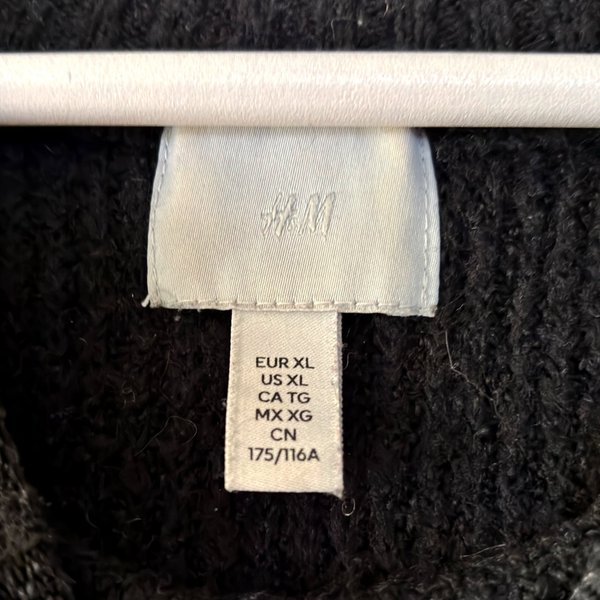 H&M
EUR XL
US XL
CA TG
MX XG
CN
175/116A